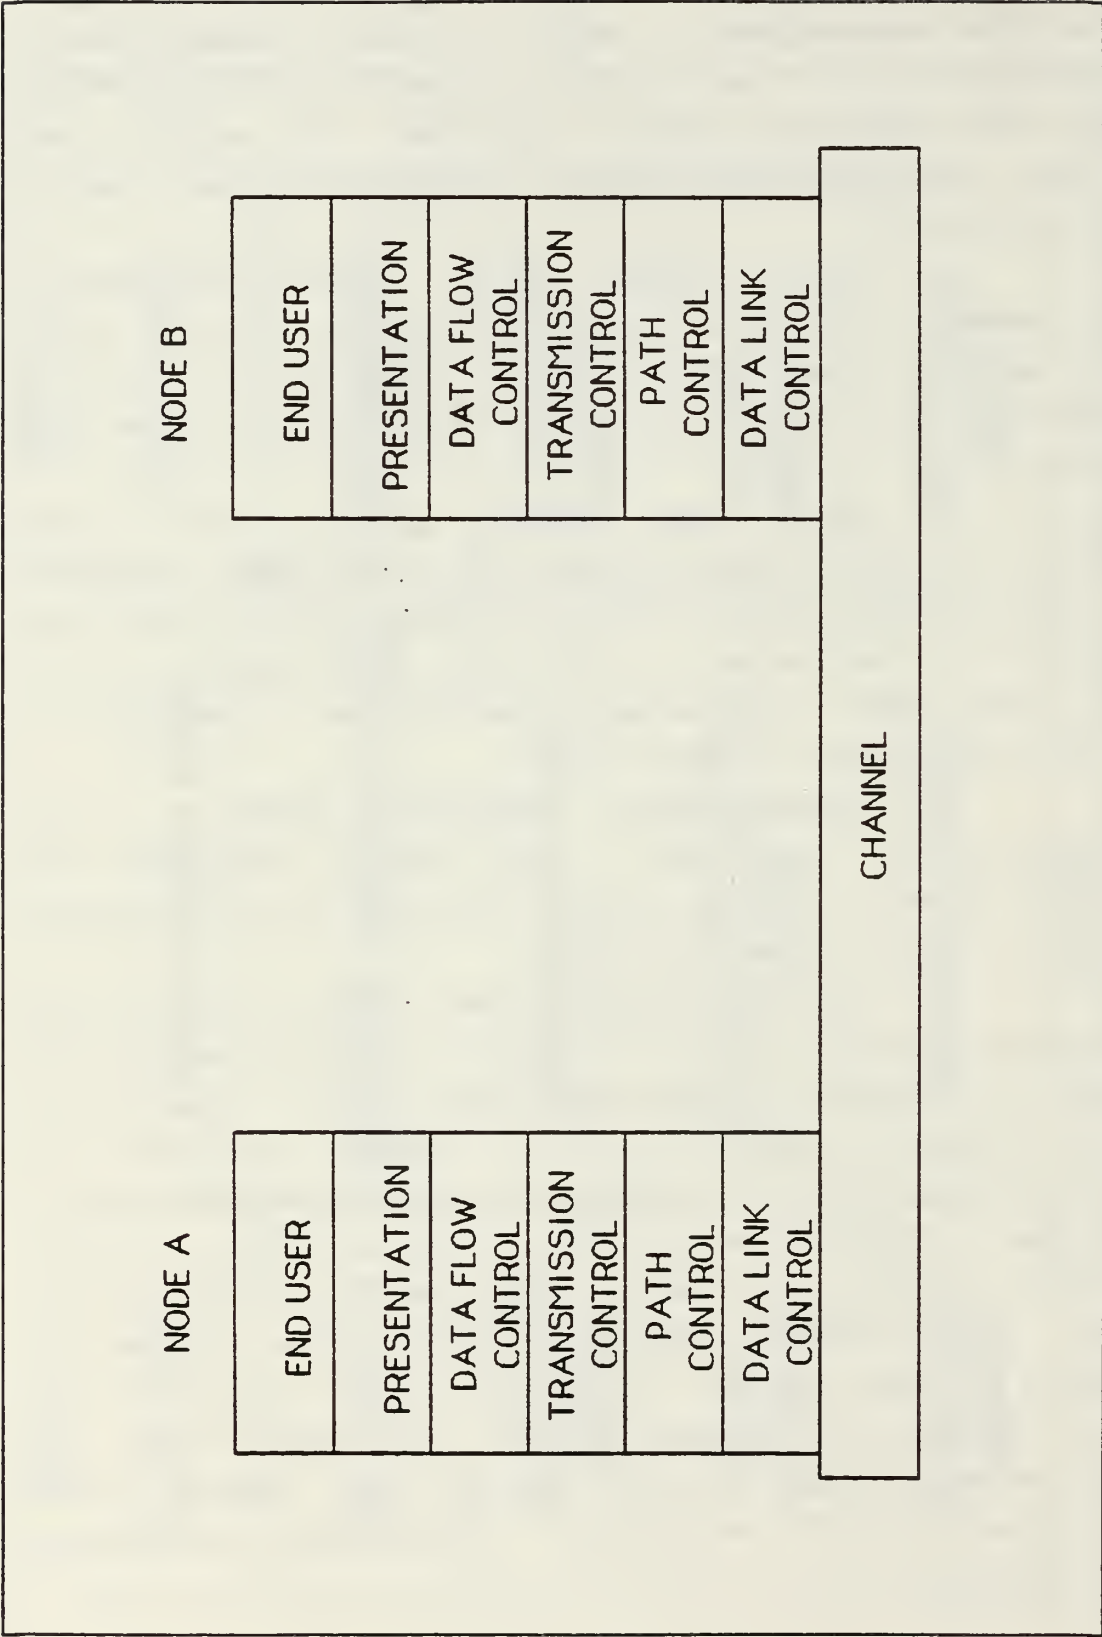 NODE A
END USER
PRESENTATION
DATA FLOW
CONTROL
TRANSMISSION
CONTROL
PATH
CONTROL
DATA LINK
CONTROL
NODE B
END USER
PRESENTATION
DATA FLOW
CONTROL
TRANSMISSION
CONTROL
PATH
CONTROL
DATA LINK
CONTROL
CHANNEL